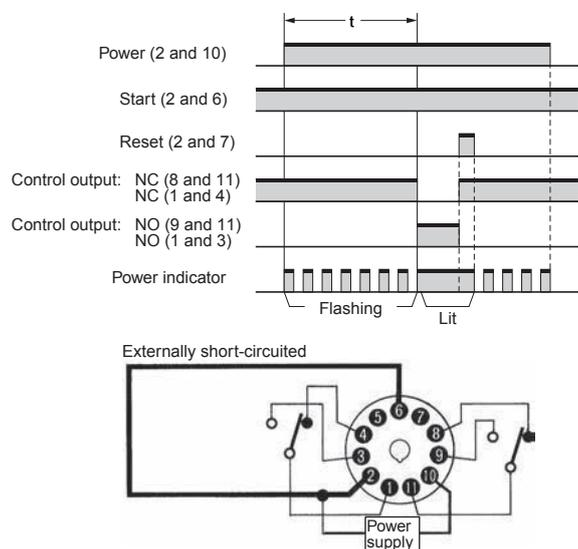 t
Power (2 and 10)
Start (2 and 6)
Reset (2 and 7)
Control output: NC (8 and 11)
NC (1 and 4)
Control output: NO (9 and 11)
NO (1 and 3)
Power indicator
Flashing
Lit
Externally short-circuited
6
5
7
4
8
3
9
2
10
1
11
Power
supply